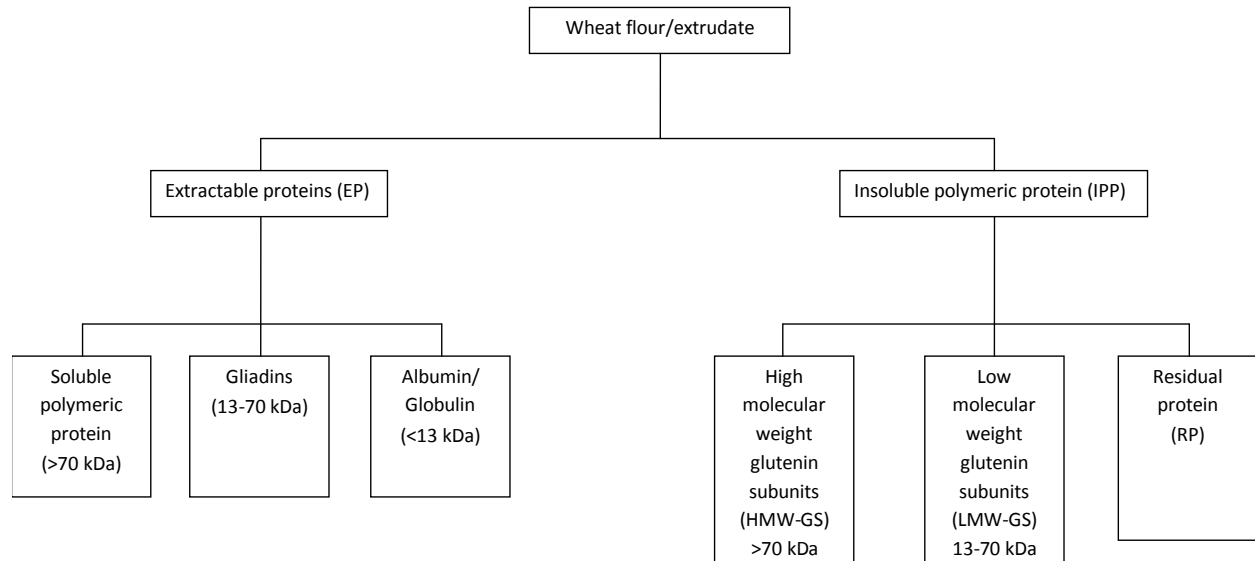 Wheat flour/extrudate
Extractable proteins (EP)
Insoluble polymeric protein (IPP)
Soluble
polymeric
protein
(>70 kDa)
Gliadins
(13-70 kDa)
Albumin/
Globulin
(<13 kDa)
High
molecular
weight
glutenin
subunits
(HMW-GS)
>70 kDa
Low
molecular
weight
glutenin
subunits
(LMW-GS)
13-70 kDa
Residual
protein
(RP)